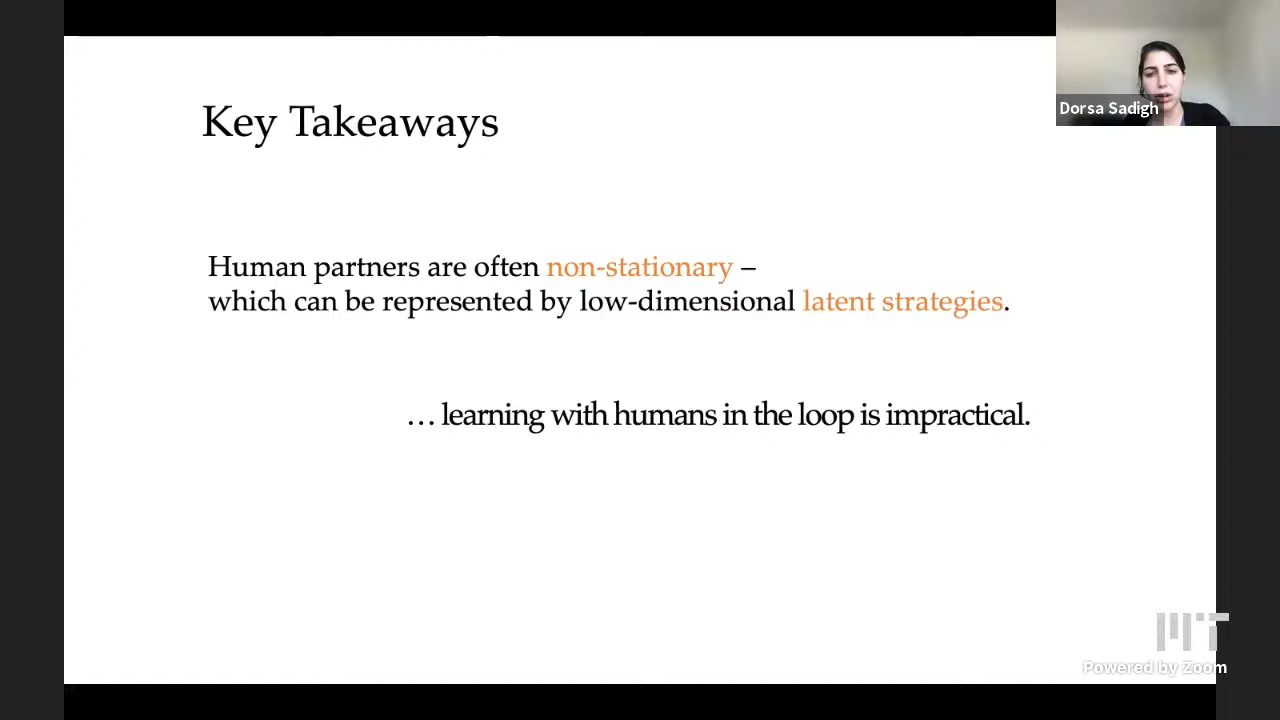 Dorsa Sadigh
Key Takeaways
Human partners are often non-stationary –
which can be represented by low-dimensional latent strategies.
… learning with humans in the loop is impractical.
MIT
Powered by Zoom